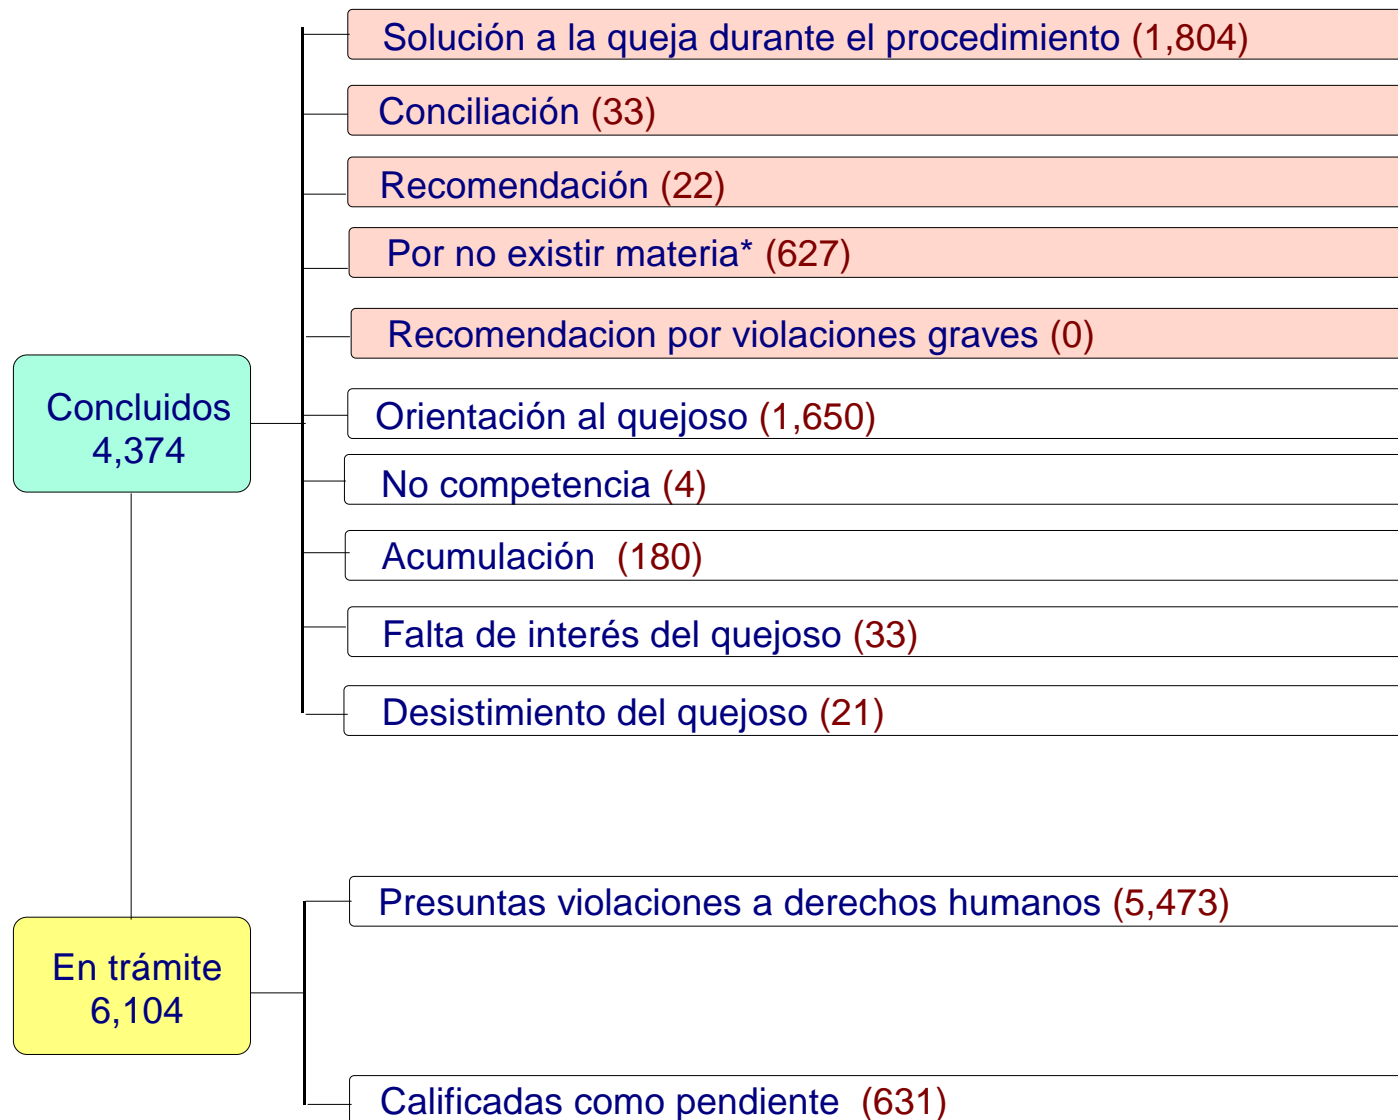 Solución a la queja durante el procedimiento (1,804)
Conciliación (33)
Recomendación (22)
Por no existir materia* (627)
Recomendacion por violaciones graves (0)
Concluidos
4,374
Orientación al quejoso (1,650)
No competencia (4)
Acumulación (180)
Falta de interés del quejoso (33)
Desistimiento del quejoso (21)
Presuntas violaciones a derechos humanos (5,473)
En trámite
6,104
Calificadas como pendiente (631)